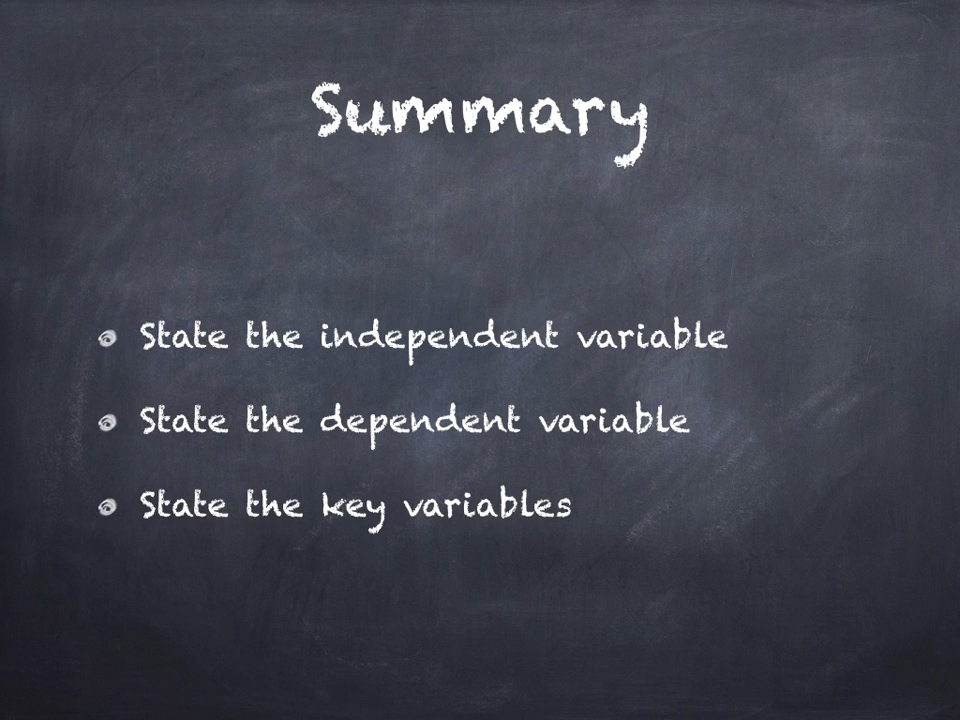 Summary
State the independent variable
State the dependent variable
State the key variables